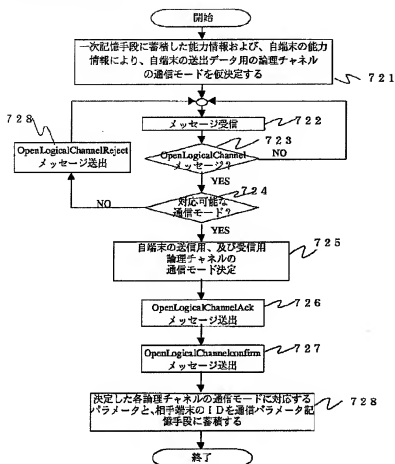 開始
一次記憶手段に蓄積した能力情報および、自端末の能力
情報により、自端末の送出データ用の論理チャネル
の通信モードを仮決定する
721
728
メッセージ受信
722
723
OpenLogicalChannelReject
メッセージ送出
OpenLogicalChannel
メッセージ?
NO
YES
724
NO
対応可能な
通信モード?
YES
自端末の送信用、及び受信用
論理チャネルの
通信モード決定
725
OpenLogicalChannelAck
メッセージ送出
726
OpenLogicalChannelconfirm
メッセージ送出
727
決定した各論理チャネルの通信モードに対応する
パラメータと、相手端末のIDを通信パラメータ記
憶手段に蓄積する
728
終了